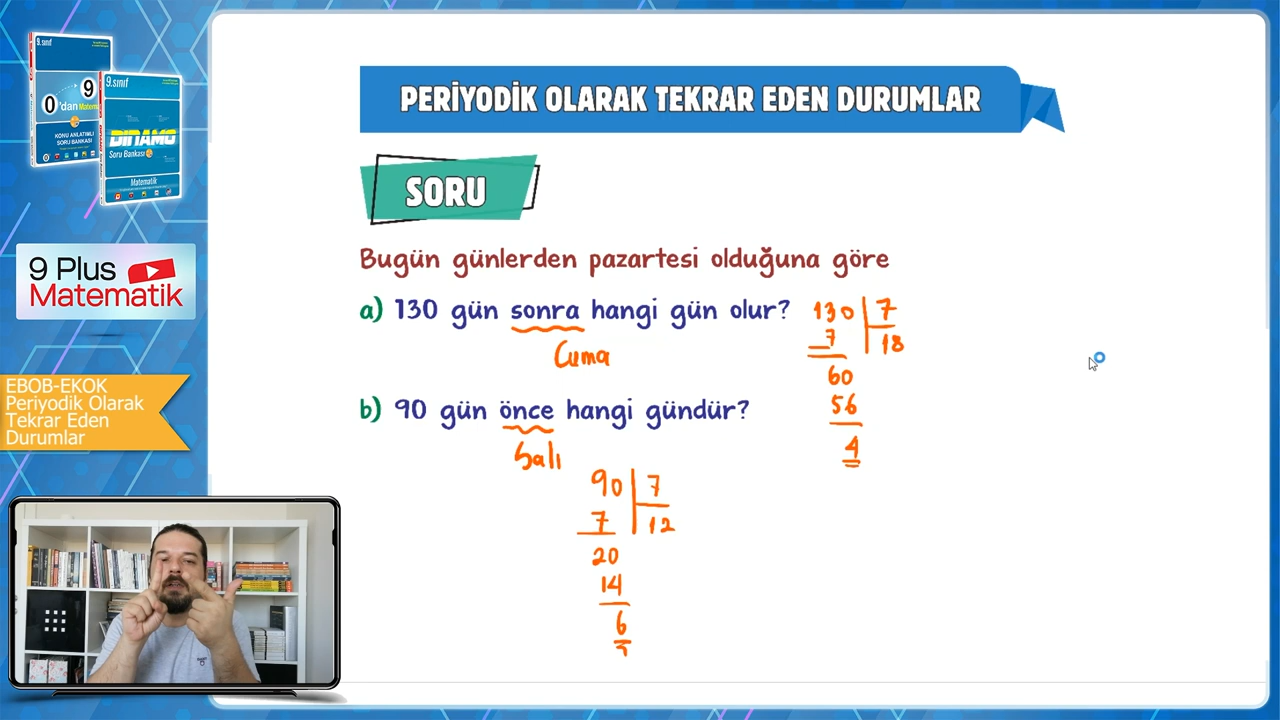 9.sınıf
0'dan 9 Matematik
KONU ANLATIMLI
SORU BANKASI
9.sınıf
DINAMO
Soru Bankası
Matematik
9 Plus
Matematik
EBOB-EKOK
Periyodik Olarak
Tekrar Eden
Durumlar
PERİYODİK OLARAK TEKRAR EDEN DURUMLAR
SORU
Bugün günlerden pazartesi olduğuna göre
a) 130 gün sonra hangi gün olur?
Cuma
130 7
7 18
60
56
4
b) 90 gün önce hangi gündür?
Salı
90 7
7 12
20
14
6